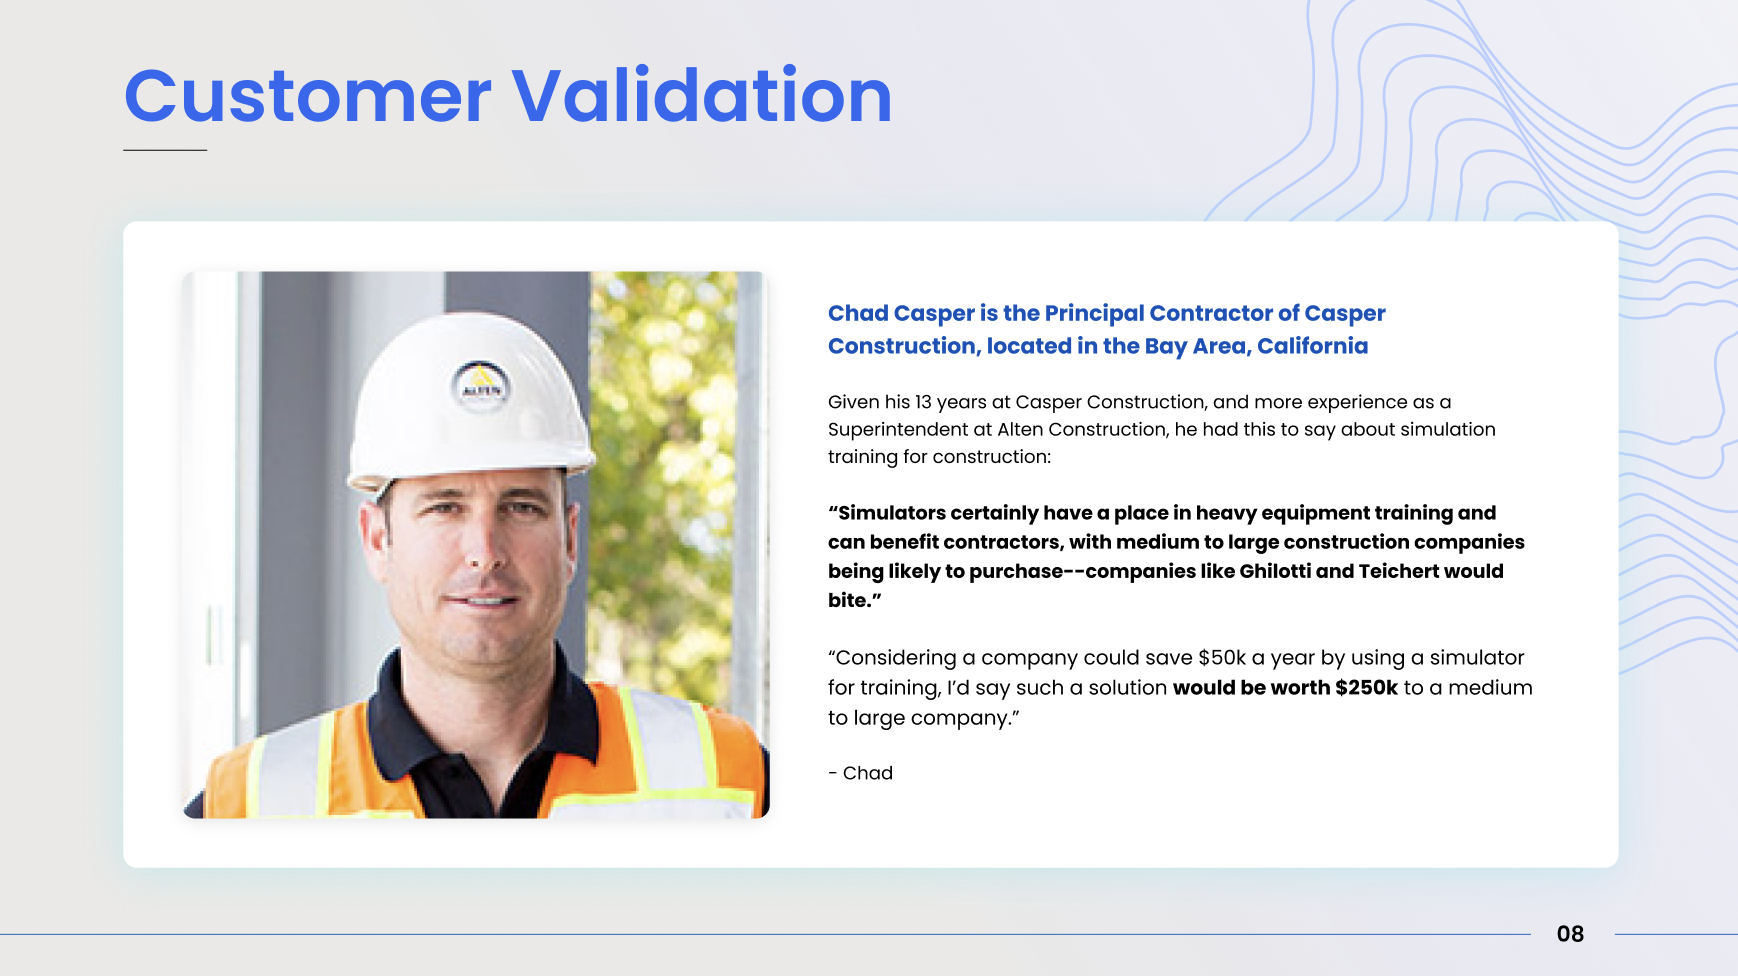 Customer Validation
ALTEN
Chad Casper is the Principal Contractor of Casper
Construction, located in the Bay Area, California
Given his 13 years at Casper Construction, and more experience as a
Superintendent at Alten Construction, he had this to say about simulation
training for construction:
“Simulators certainly have a place in heavy equipment training and
can benefit contractors, with medium to large construction companies
being likely to purchase--companies like Ghilotti and Teichert would
bite.”
“Considering a company could save $50k a year by using a simulator
for training, I’d say such a solution would be worth $250k to a medium
to large company.”
- Chad
08